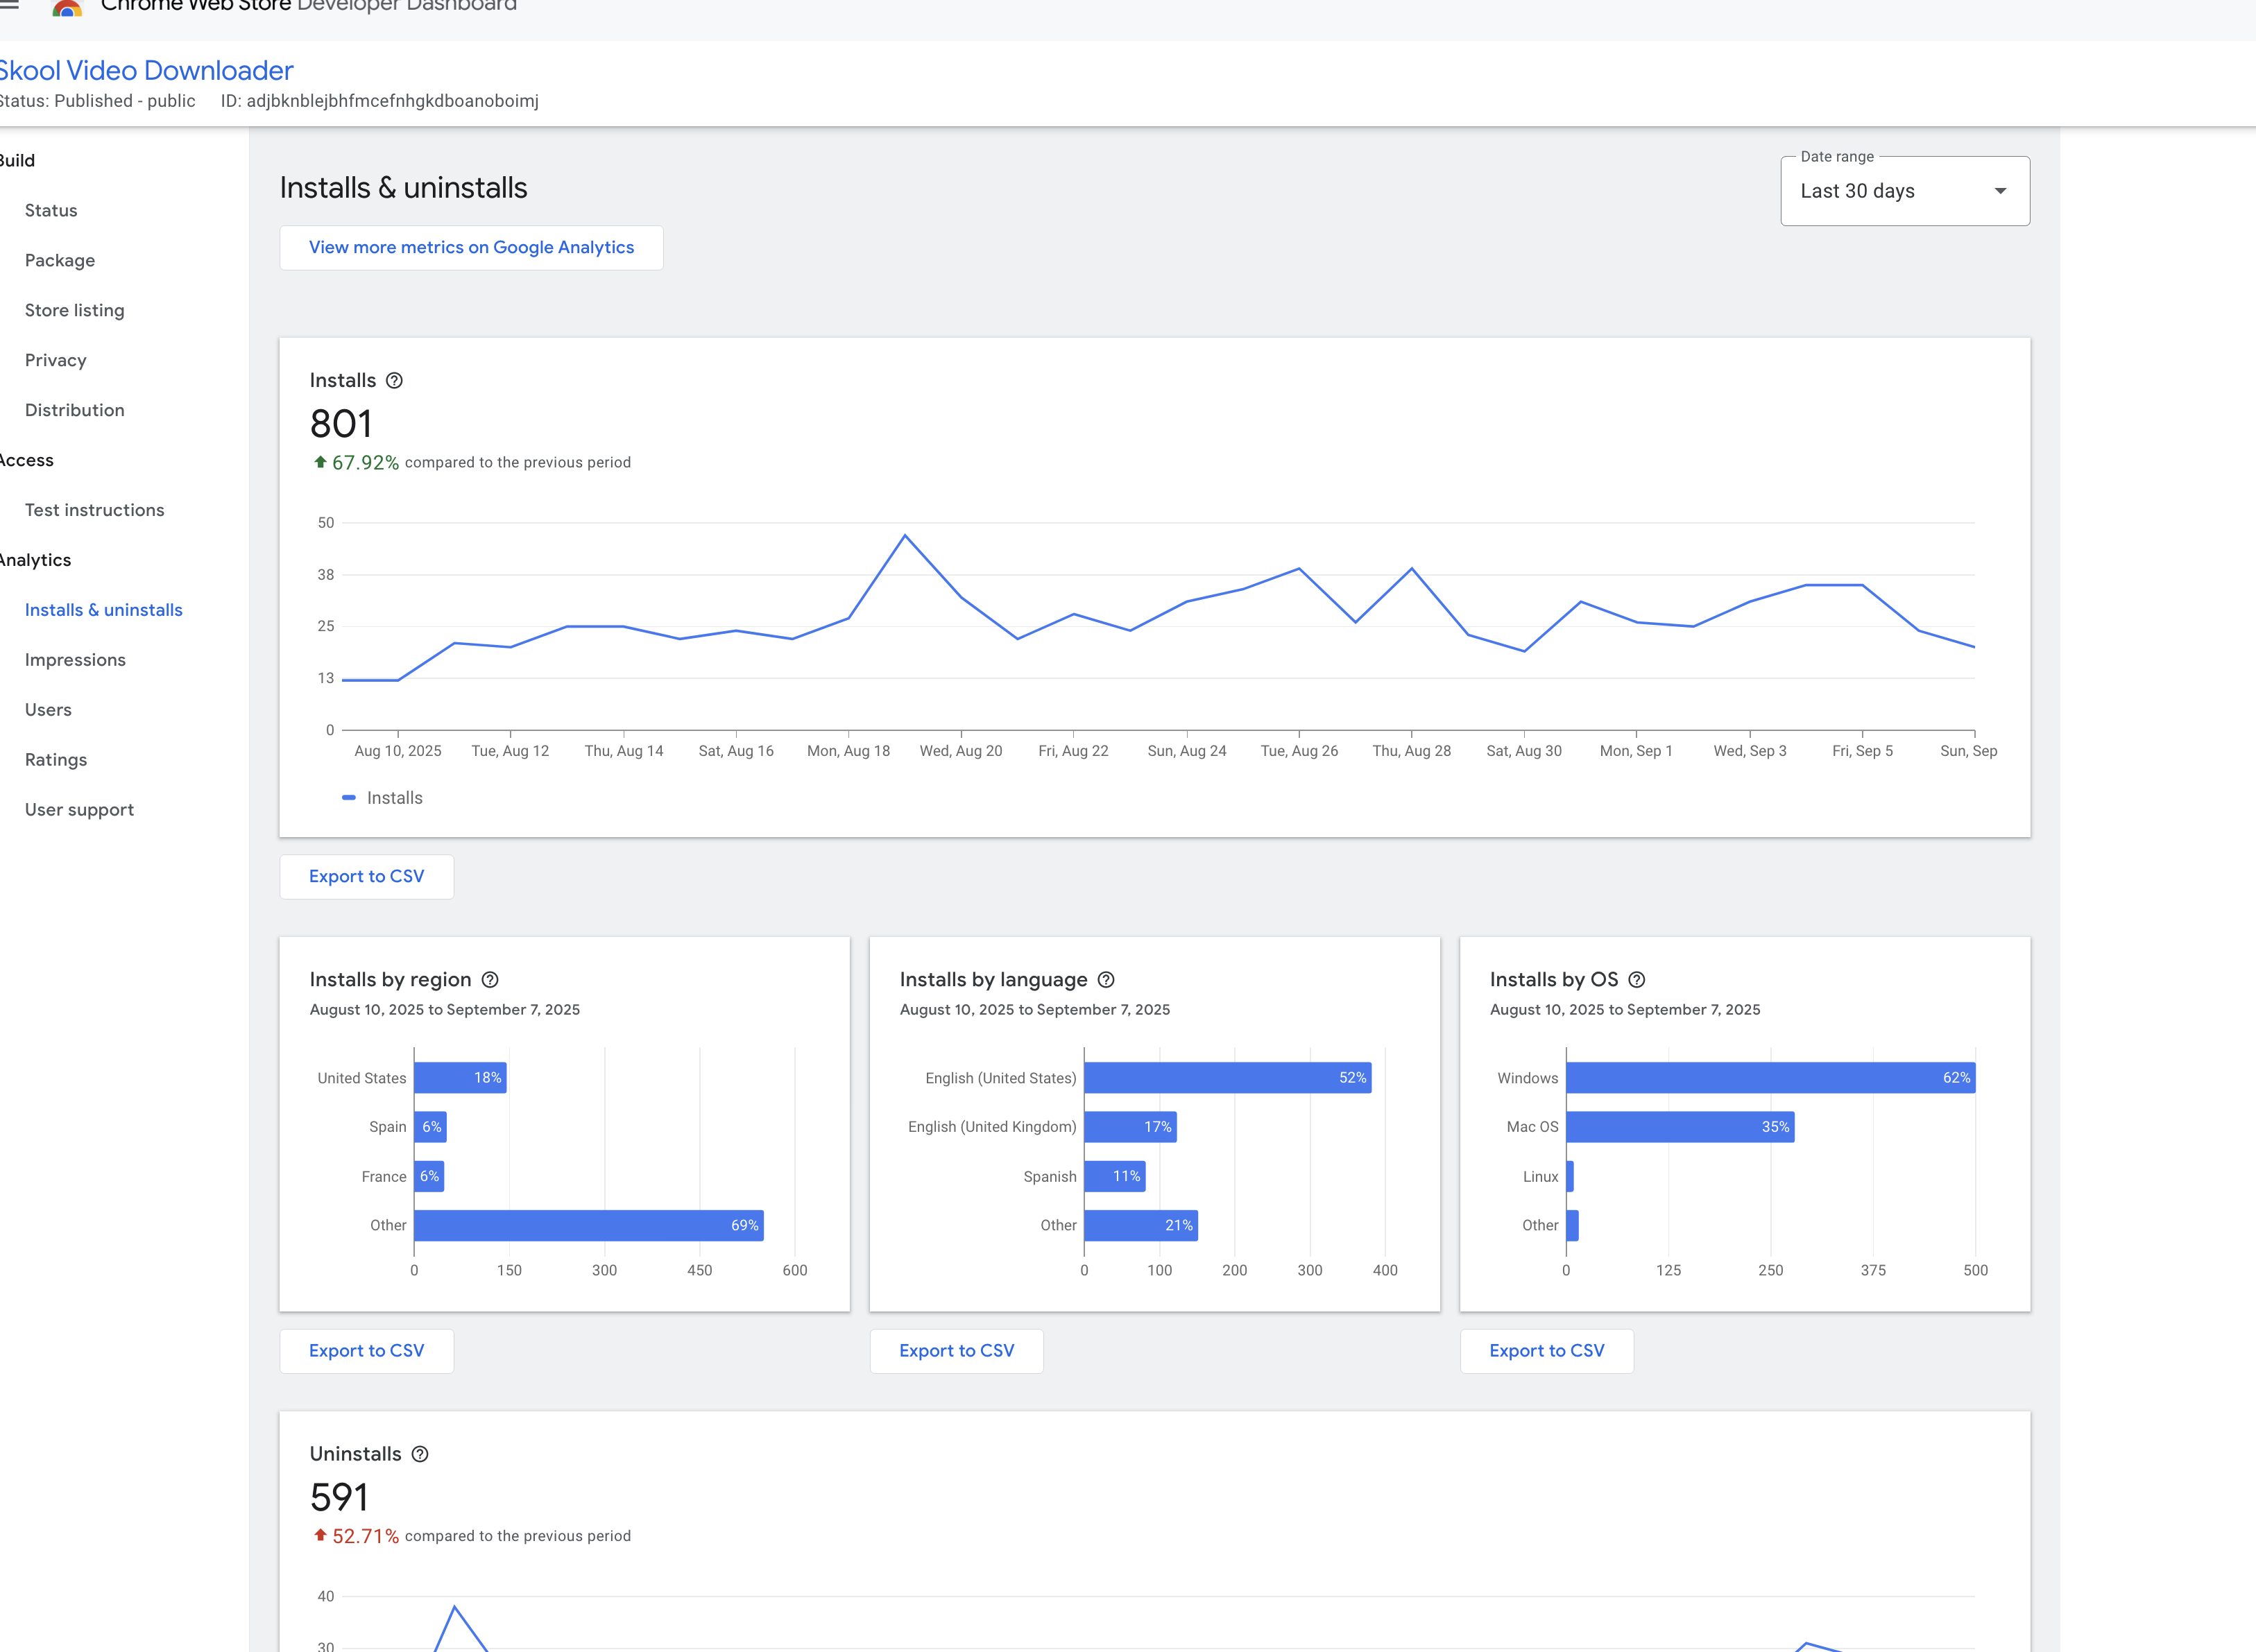 Chrome Web Store Developer Dashboard
Skool Video Downloader
Status: Published - public ID: adjbknblejbhfmcefnhgkdboanoboimj
Build
Status
Package
Store listing
Privacy
Distribution
Access
Test instructions
Analytics
Installs & uninstalls
Impressions
Users
Ratings
User support
Installs & uninstalls
Date range
Last 30 days
View more metrics on Google Analytics
Installs
801
67.92% compared to the previous period
50
38
25
13
0
Aug 10, 2025 Tue, Aug 12 Thu, Aug 14 Sat, Aug 16 Mon, Aug 18 Wed, Aug 20 Fri, Aug 22 Sun, Aug 24 Tue, Aug 26 Thu, Aug 28 Sat, Aug 30 Mon, Sep 1 Wed, Sep 3 Fri, Sep 5 Sun, Sep
Installs
Export to CSV
Installs by region
August 10, 2025 to September 7, 2025
United States 18%
Spain 6%
France 6%
Other 69%
0 150 300 450 600
Export to CSV
Installs by language
August 10, 2025 to September 7, 2025
English (United States) 52%
English (United Kingdom) 17%
Spanish 11%
Other 21%
0 100 200 300 400
Export to CSV
Installs by OS
August 10, 2025 to September 7, 2025
Windows 62%
Mac OS 35%
Linux
Other
0 125 250 375 500
Export to CSV
Uninstalls
591
52.71% compared to the previous period
40
30